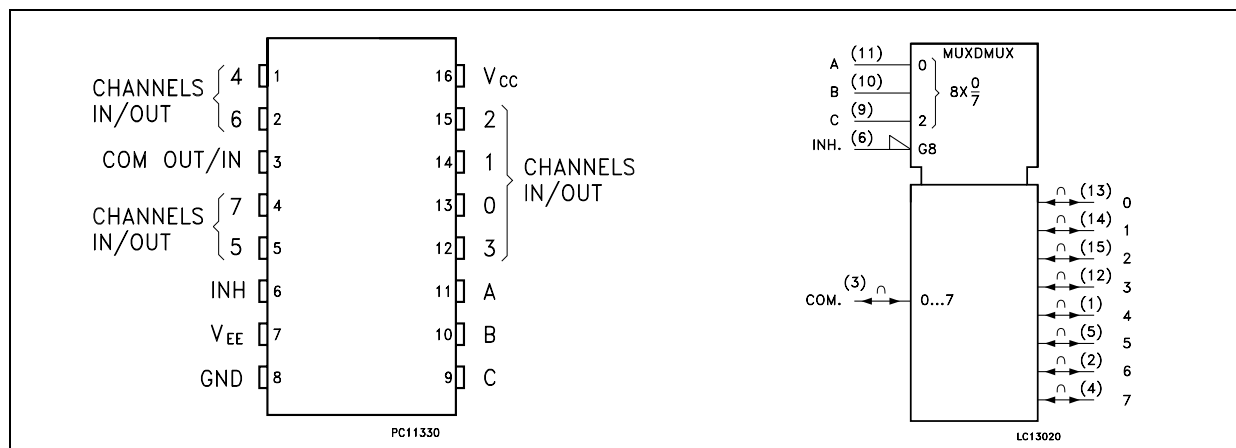 CHANNELS
IN/OUT
4
6
COM OUT/IN
CHANNELS
IN/OUT
7
5
INH
VEE
GND
1
2
3
4
5
6
7
8
16
15
14
13
12
11
10
9
VCC
2
1
0
3
CHANNELS
IN/OUT
A
B
C
PC11330
MUXDMUX
A (11) 0
B (10)
C (9) 2
8X 0/7
INH. (6) G8
COM. (3) ∩ 0...7
∩ (13) 0
∩ (14) 1
∩ (15) 2
∩ (12) 3
∩ (1) 4
∩ (5) 5
∩ (2) 6
∩ (4) 7
LC13020